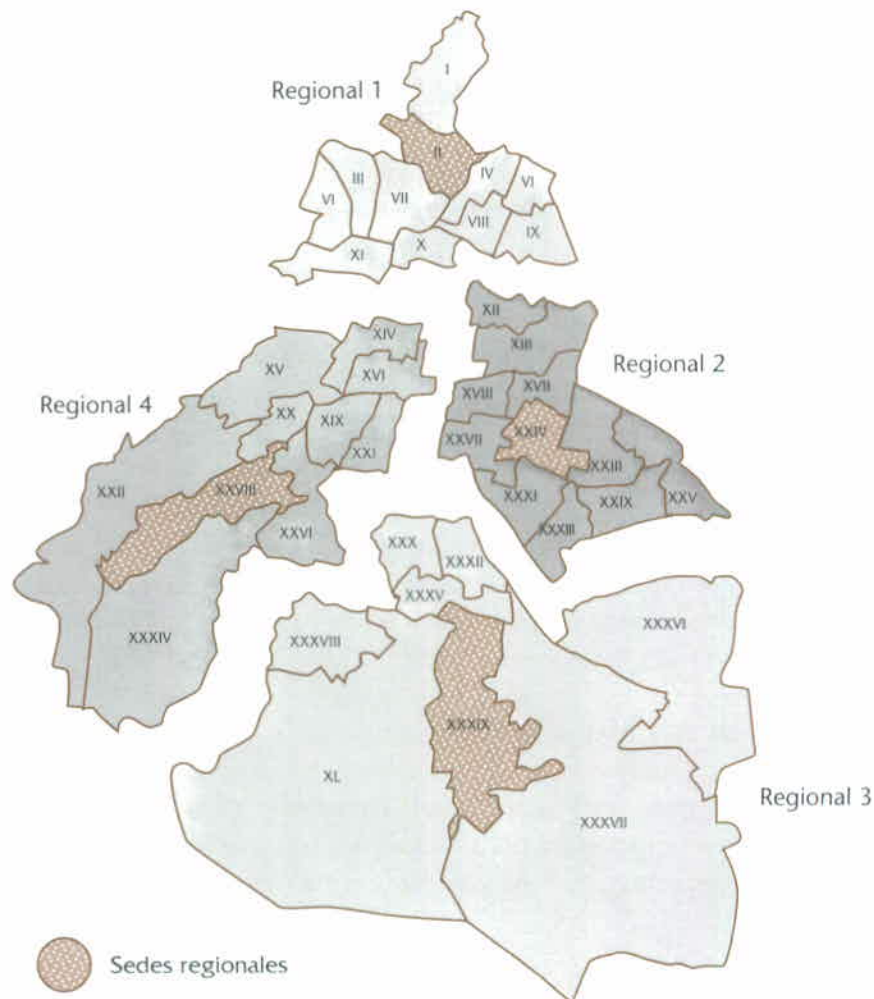 I
Regional 1
II
III
IV
VI
VI
VII
VIII
IX
X
XI
XII
XIII
Regional 2
XIV
XV
XVI
XVIII
XVII
Regional 4
XX
XIX
XXIV
XXVII
XXI
XXIII
XXII
XXVIII
XXXI
XXIX
XXV
XXVI
XXXIII
XXX
XXXII
XXXV
XXXIV
XXXVIII
XXXVI
XXXIX
XL
Regional 3
XXXVII
Sedes regionales